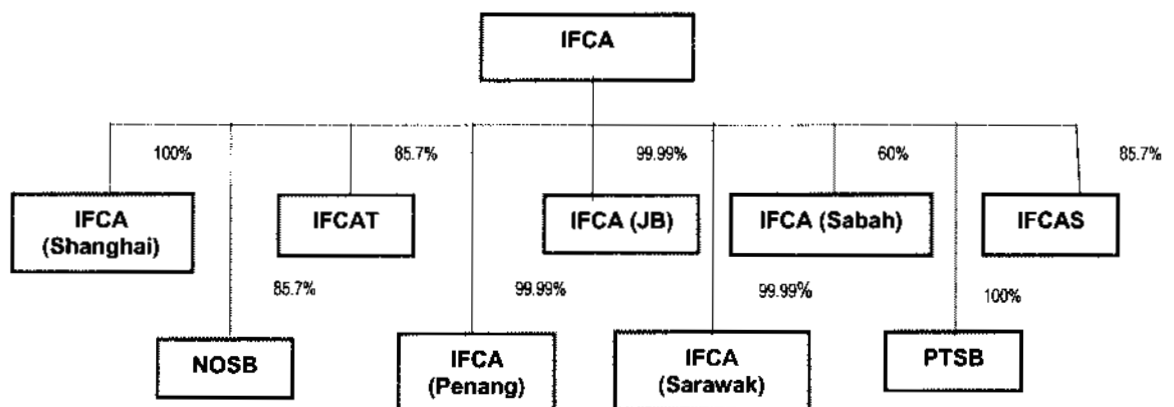 IFCA
100%
85.7%
99.99%
60%
85.7%
IFCA
(Shanghai)
IFCAT
IFCA (JB)
IFCA (Sabah)
IFCAS
85.7%
99.99%
99.99%
100%
NOSB
IFCA
(Penang)
IFCA
(Sarawak)
PTSB